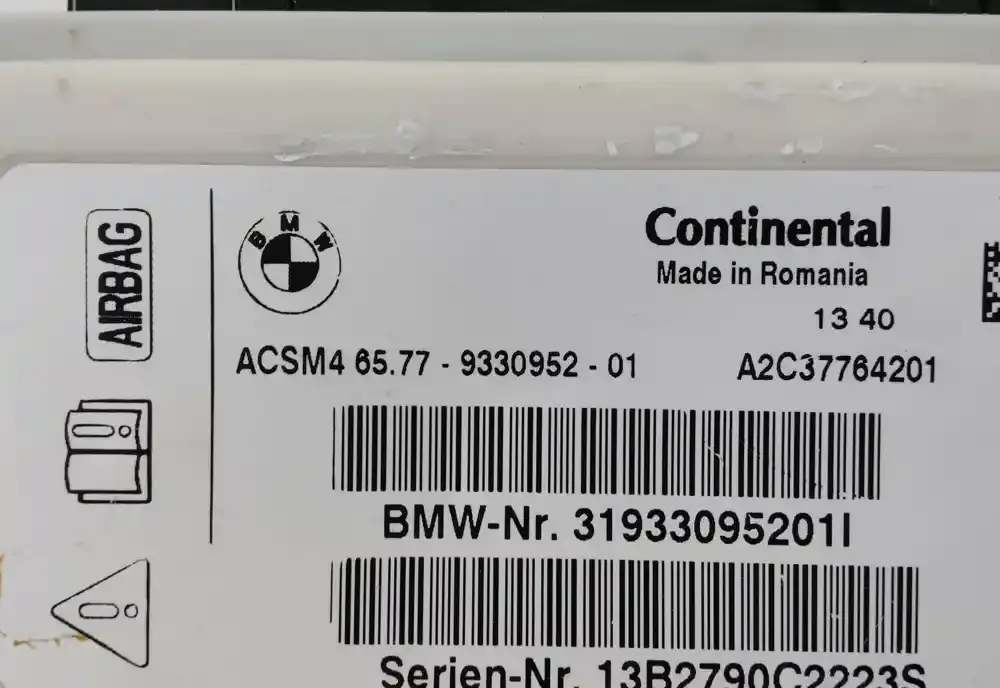 AIRBAG
BMW
Continental
Made in Romania
13 40
ACSM4 65.77 - 9330952 - 01
A2C37764201
BMW-Nr. 31933095201I
Serien-Nr. 13B2790C2223S